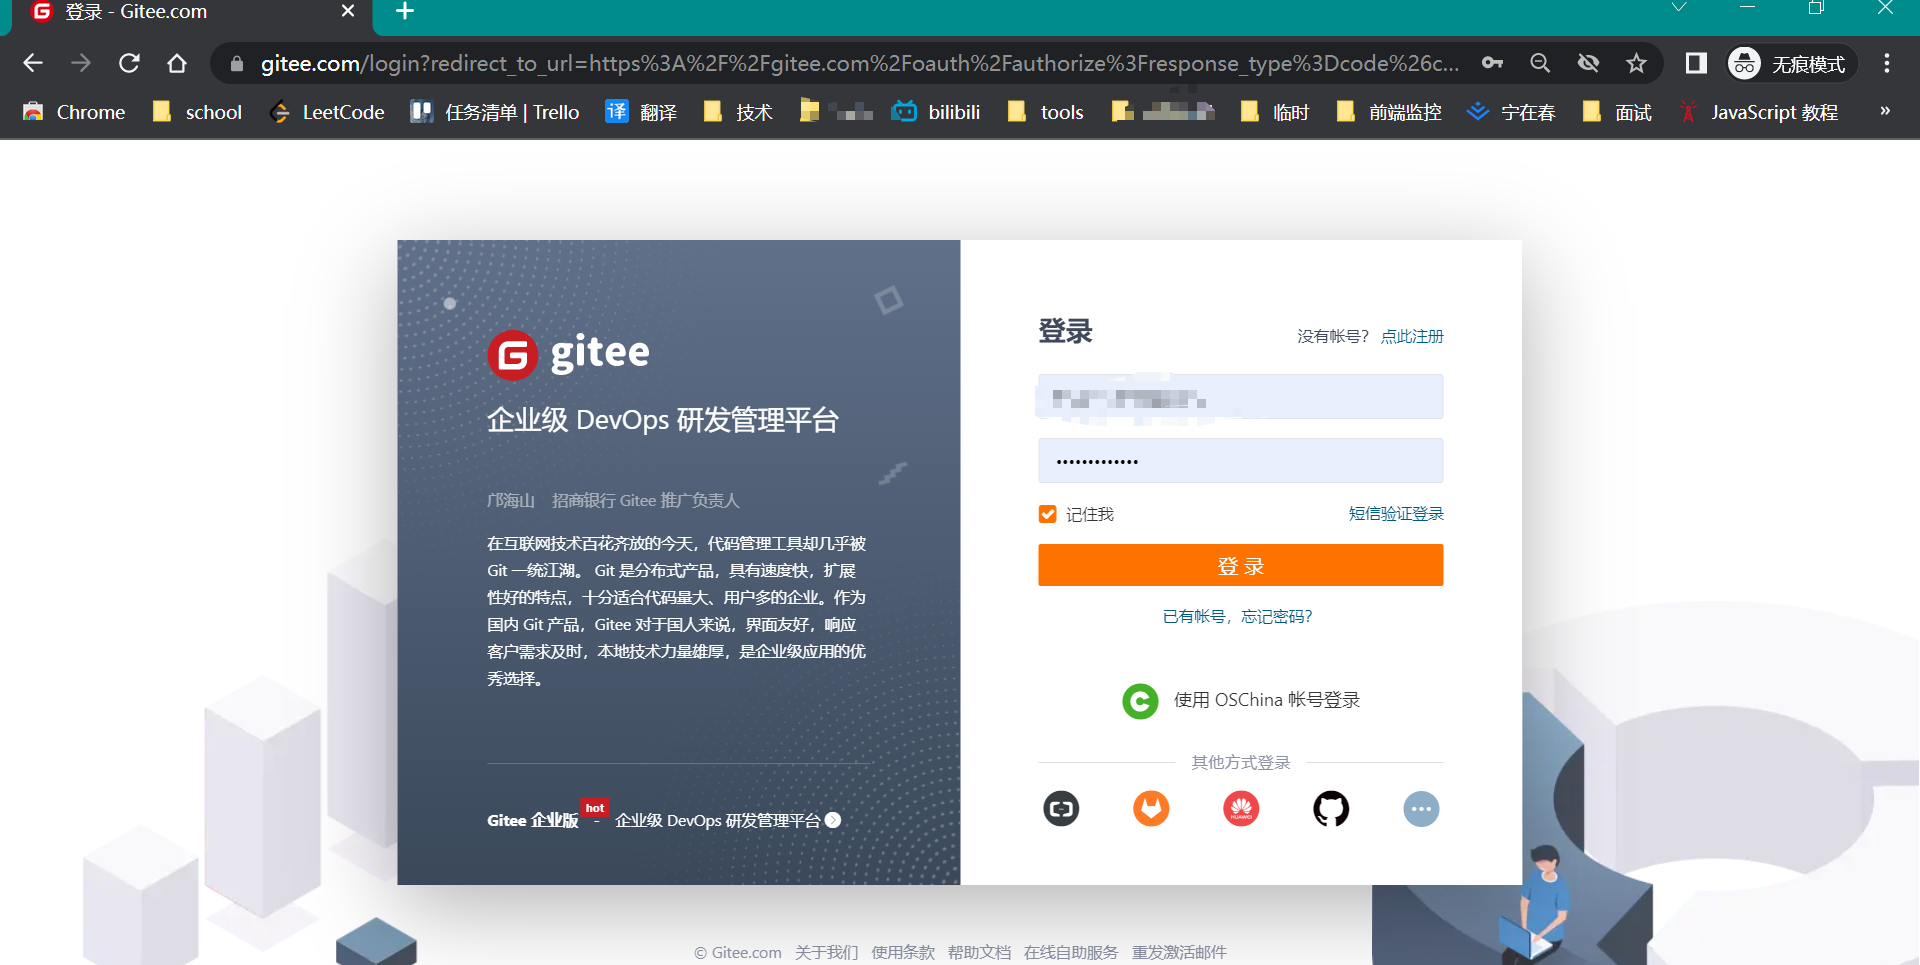 登录 - Gitee.com
gitee.com/login?redirect_to_url=https%3A%2F%2Fgitee.com%2Foauth%2Fauthorize%3Fresponse_type%3Dcode%26c...
无痕模式
Chrome
school
LeetCode
任务清单 | Trello
译 翻译
技术
bilibili
tools
临时
前端监控
宁在春
面试
JavaScript 教程
»
gitee
企业级 DevOps 研发管理平台
邝海山 招商银行 Gitee 推广负责人
在互联网技术百花齐放的今天，代码管理工具却几乎被
Git 一统江湖。 Git 是分布式产品，具有速度快，扩展
性好的特点，十分适合代码量大、用户多的企业。作为
国内 Git 产品，Gitee 对于国人来说，界面友好，响应
客户需求及时，本地技术力量雄厚，是企业级应用的优
秀选择。
hot
Gitee 企业版 - 企业级 DevOps 研发管理平台
登录
没有帐号？ 点此注册
•••••••••••••
记住我
短信验证登录
登 录
已有帐号，忘记密码？
使用 OSChina 帐号登录
其他方式登录
HUAWEI
© Gitee.com 关于我们 使用条款 帮助文档 在线自助服务 重发激活邮件